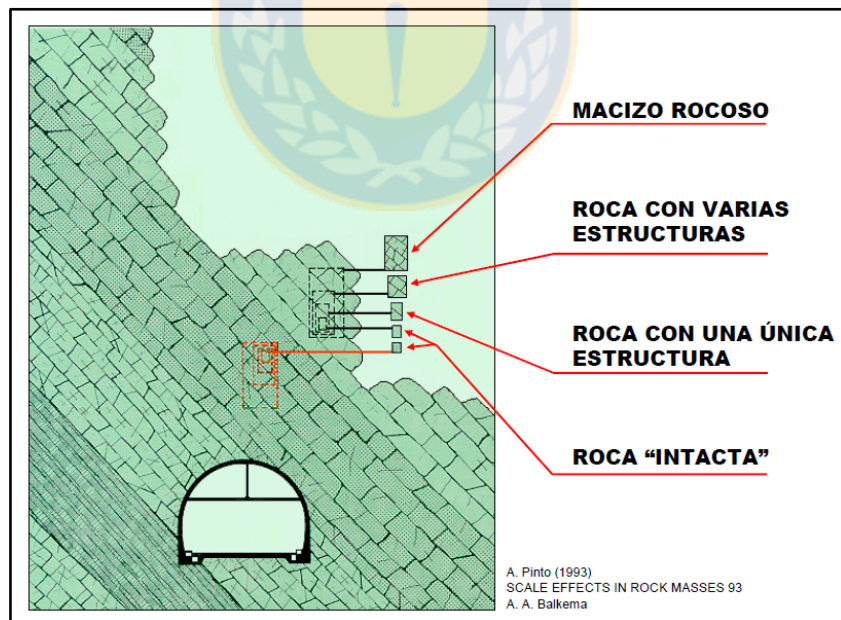 MACIZO ROCOSO
ROCA CON VARIAS
ESTRUCTURAS
ROCA CON UNA ÚNICA
ESTRUCTURA
ROCA “INTACTA”
A. Pinto (1993)
SCALE EFFECTS IN ROCK MASSES 93
A. A. Balkema